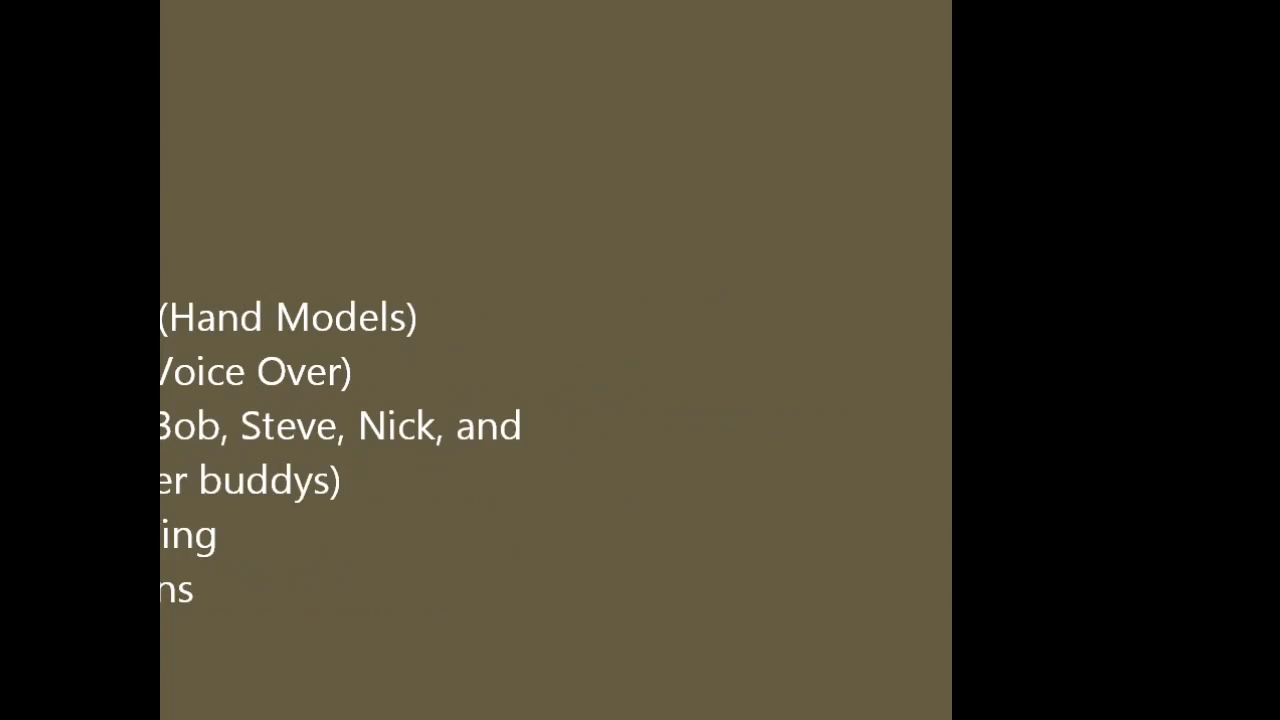 (Hand Models)
Voice Over)
Bob, Steve, Nick, and
er buddys)
ing
ns